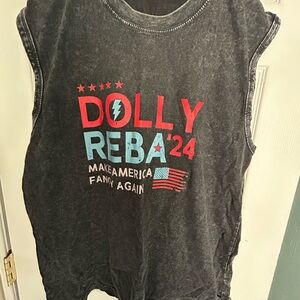 DOLLY
REBA '24
MAKE AMERICA
FANCY AGAIN